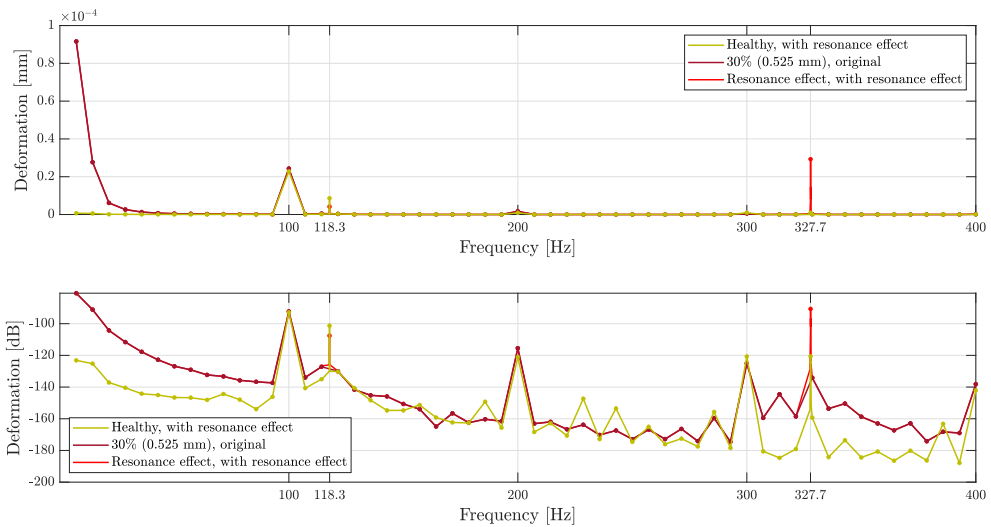 ×10⁻⁴
1
0.8
0.6
0.4
0.2
0
Deformation [mm]
Healthy, with resonance effect
30% (0.525 mm), original
Resonance effect, with resonance effect
100 118.3 200 300 327.7 400
Frequency [Hz]
-100
-120
-140
-160
-180
-200
Deformation [dB]
Healthy, with resonance effect
30% (0.525 mm), original
Resonance effect, with resonance effect
100 118.3 200 300 327.7 400
Frequency [Hz]